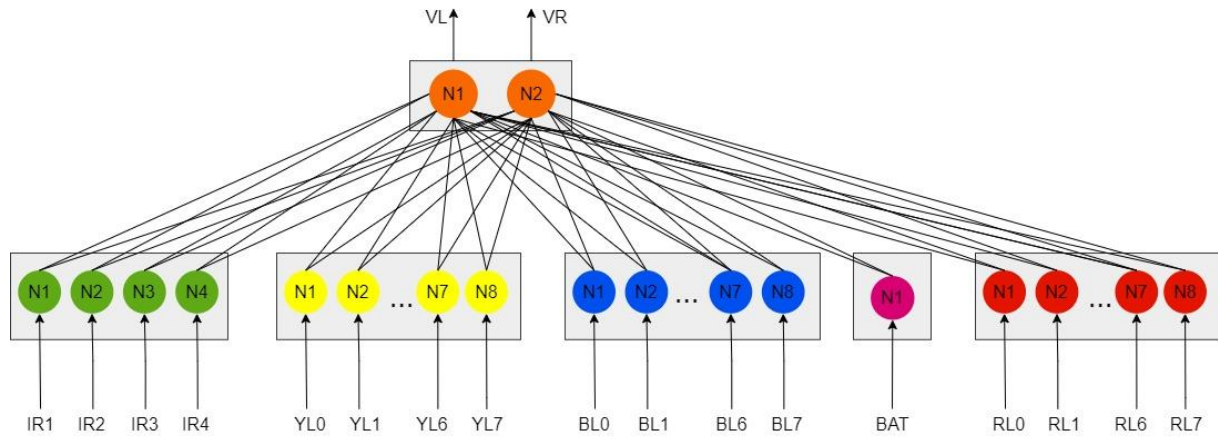 VL VR
N1 N2
N1 N2 N3 N4 N1 N2 ... N7 N8 N1 N2 ... N7 N8 N1 N1 N2 ... N7 N8
IR1 IR2 IR3 IR4 YL0 YL1 YL6 YL7 BL0 BL1 BL6 BL7 BAT RL0 RL1 RL6 RL7